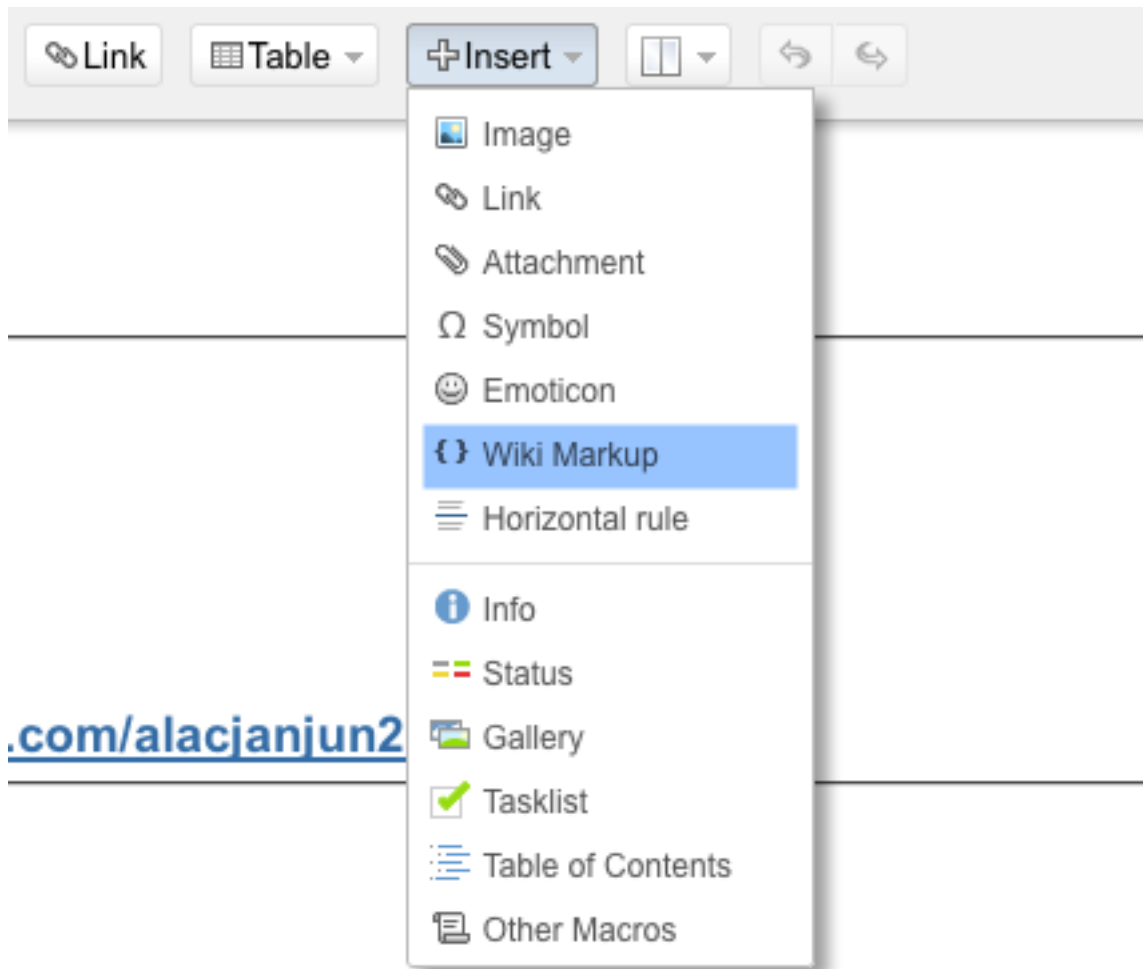 Link Table Insert
Image
Link
Attachment
Ω Symbol
Emoticon
{} Wiki Markup
Horizontal rule
Info
Status
.com/alacjanjun2 Gallery
Tasklist
Table of Contents
Other Macros